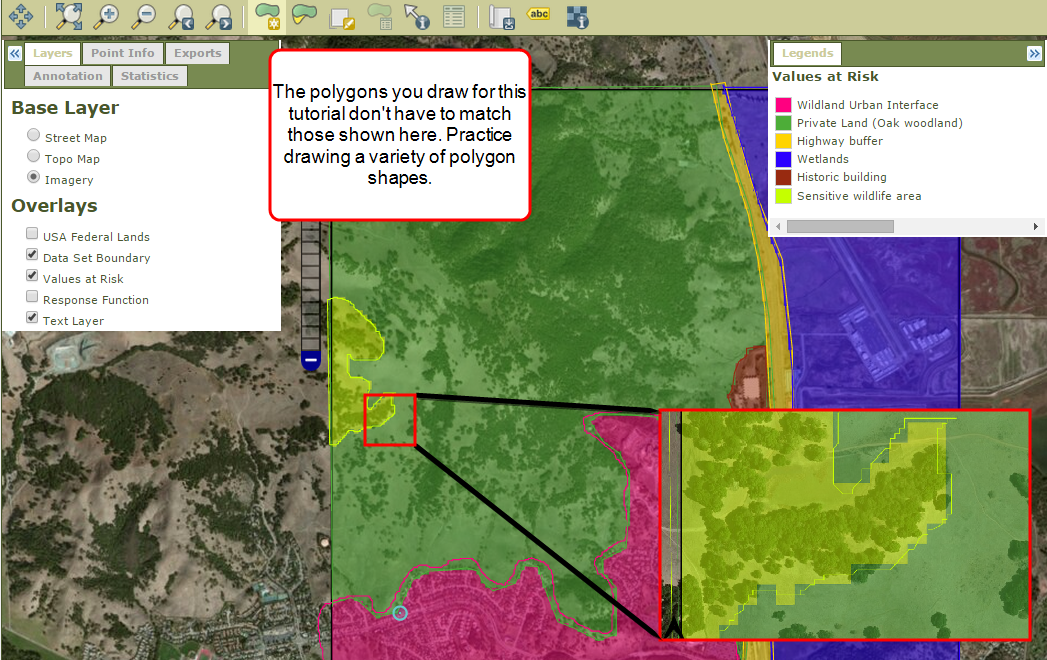 abc
Layers
Point Info
Exports
Annotation
Statistics
Base Layer
Street Map
Topo Map
Imagery
Overlays
USA Federal Lands
Data Set Boundary
Values at Risk
Response Function
Text Layer
The polygons you draw for this
tutorial don't have to match
those shown here. Practice
drawing a variety of polygon
shapes.
Legends
Values at Risk
Wildland Urban Interface
Private Land (Oak woodland)
Highway buffer
Wetlands
Historic building
Sensitive wildlife area